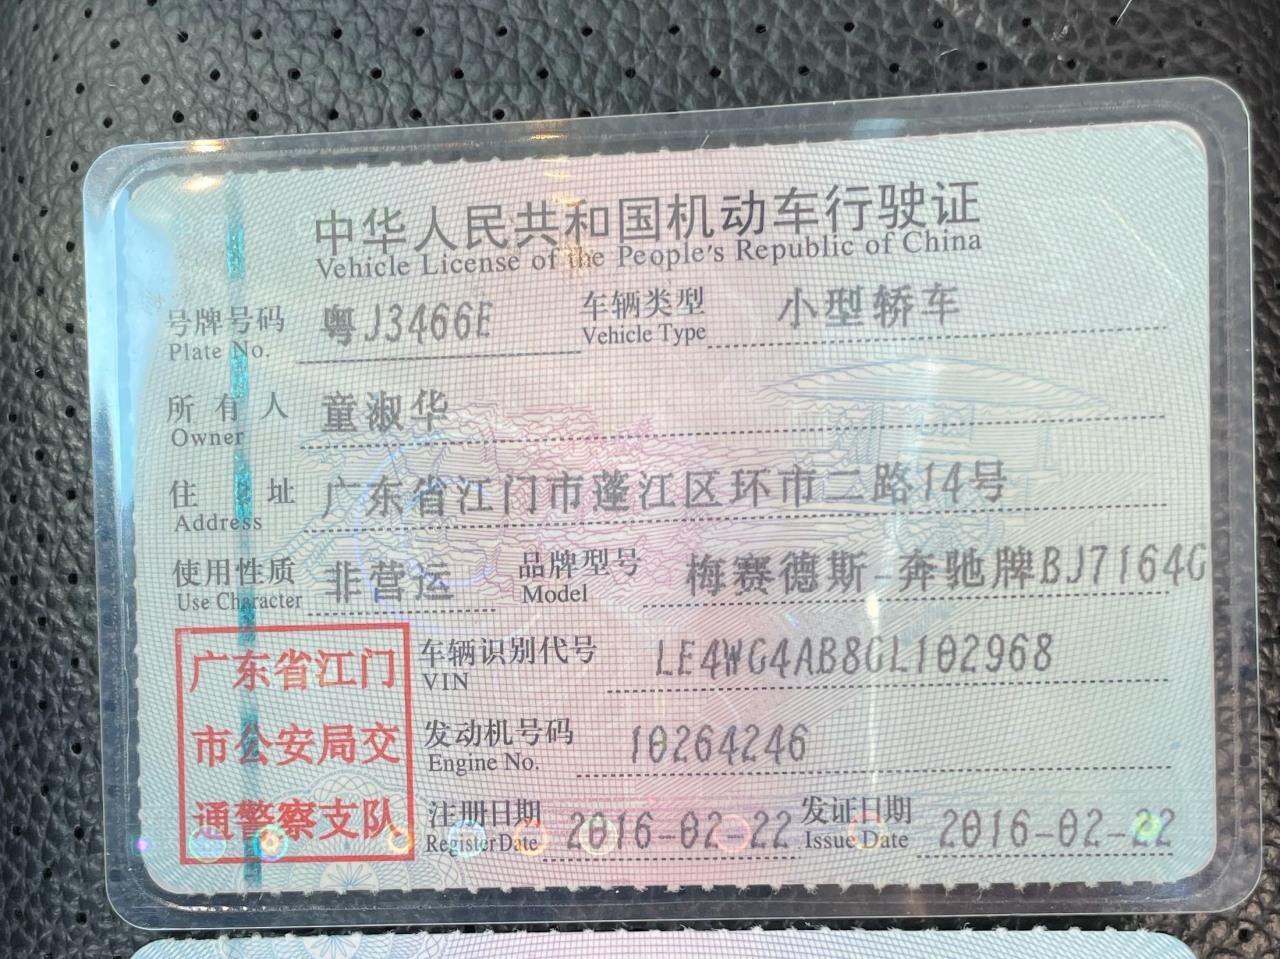 中华人民共和国机动车行驶证
Vehicle License of the People's Republic of China
号牌号码 粤J3466E 车辆类型 小型轿车
Plate No. Vehicle Type
所有人 童淑华
Owner
住址 广东省江门市蓬江区环市二路14号
Address
使用性质 非营运 品牌型号 梅赛德斯-奔驰牌BJ7164G
Use Character Model
广东省江门
市公安局交
通警察支队
车辆识别代号 LE4WG4AB8GL102968
VIN
发动机号码 10264246
Engine No.
注册日期 2016-02-22 发证日期 2016-02-22
Register Date Issue Date